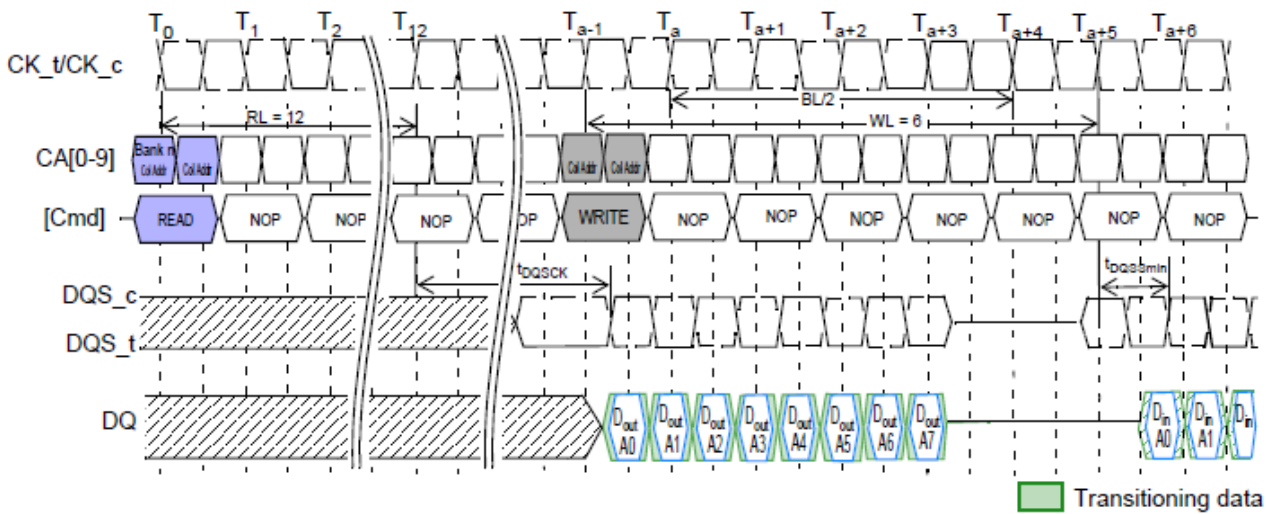 T0 T1 T2 T12 Ta-1 Ta Ta+1 Ta+2 Ta+3 Ta+4 Ta+5 Ta+6
CK_t/CK_c
BL/2
RL = 12 WL = 6
CA[0-9] Bank n Col Addr Col Addr Col Addr Col Addr
[Cmd] READ NOP NOP NOP NOP WRITE NOP NOP NOP NOP NOP NOP NOP
tDQSCK tDQSSmin
DQS_c
DQS_t
DQ Dout A0 Dout A1 Dout A2 Dout A3 Dout A4 Dout A5 Dout A6 Dout A7 Din A0 Din A1 Din
Transitioning data